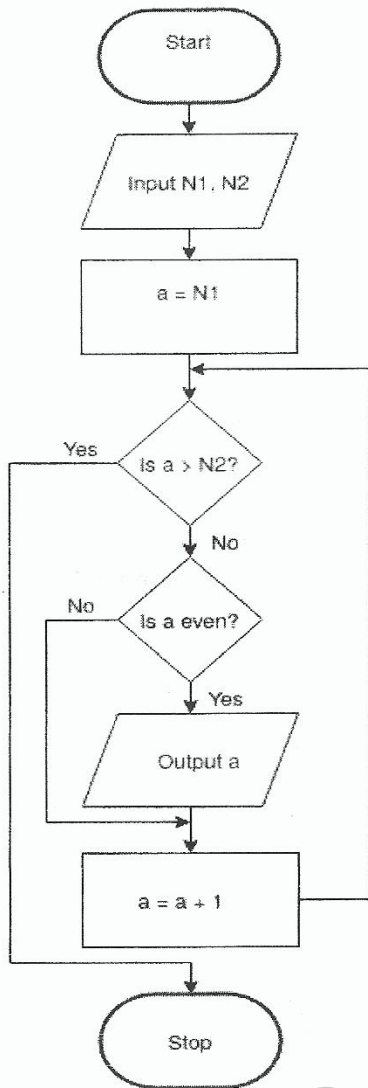 Start
Input N1, N2
a = N1
Yes
Is a > N2?
No
No
Is a even?
Yes
Output a
a = a + 1
Stop